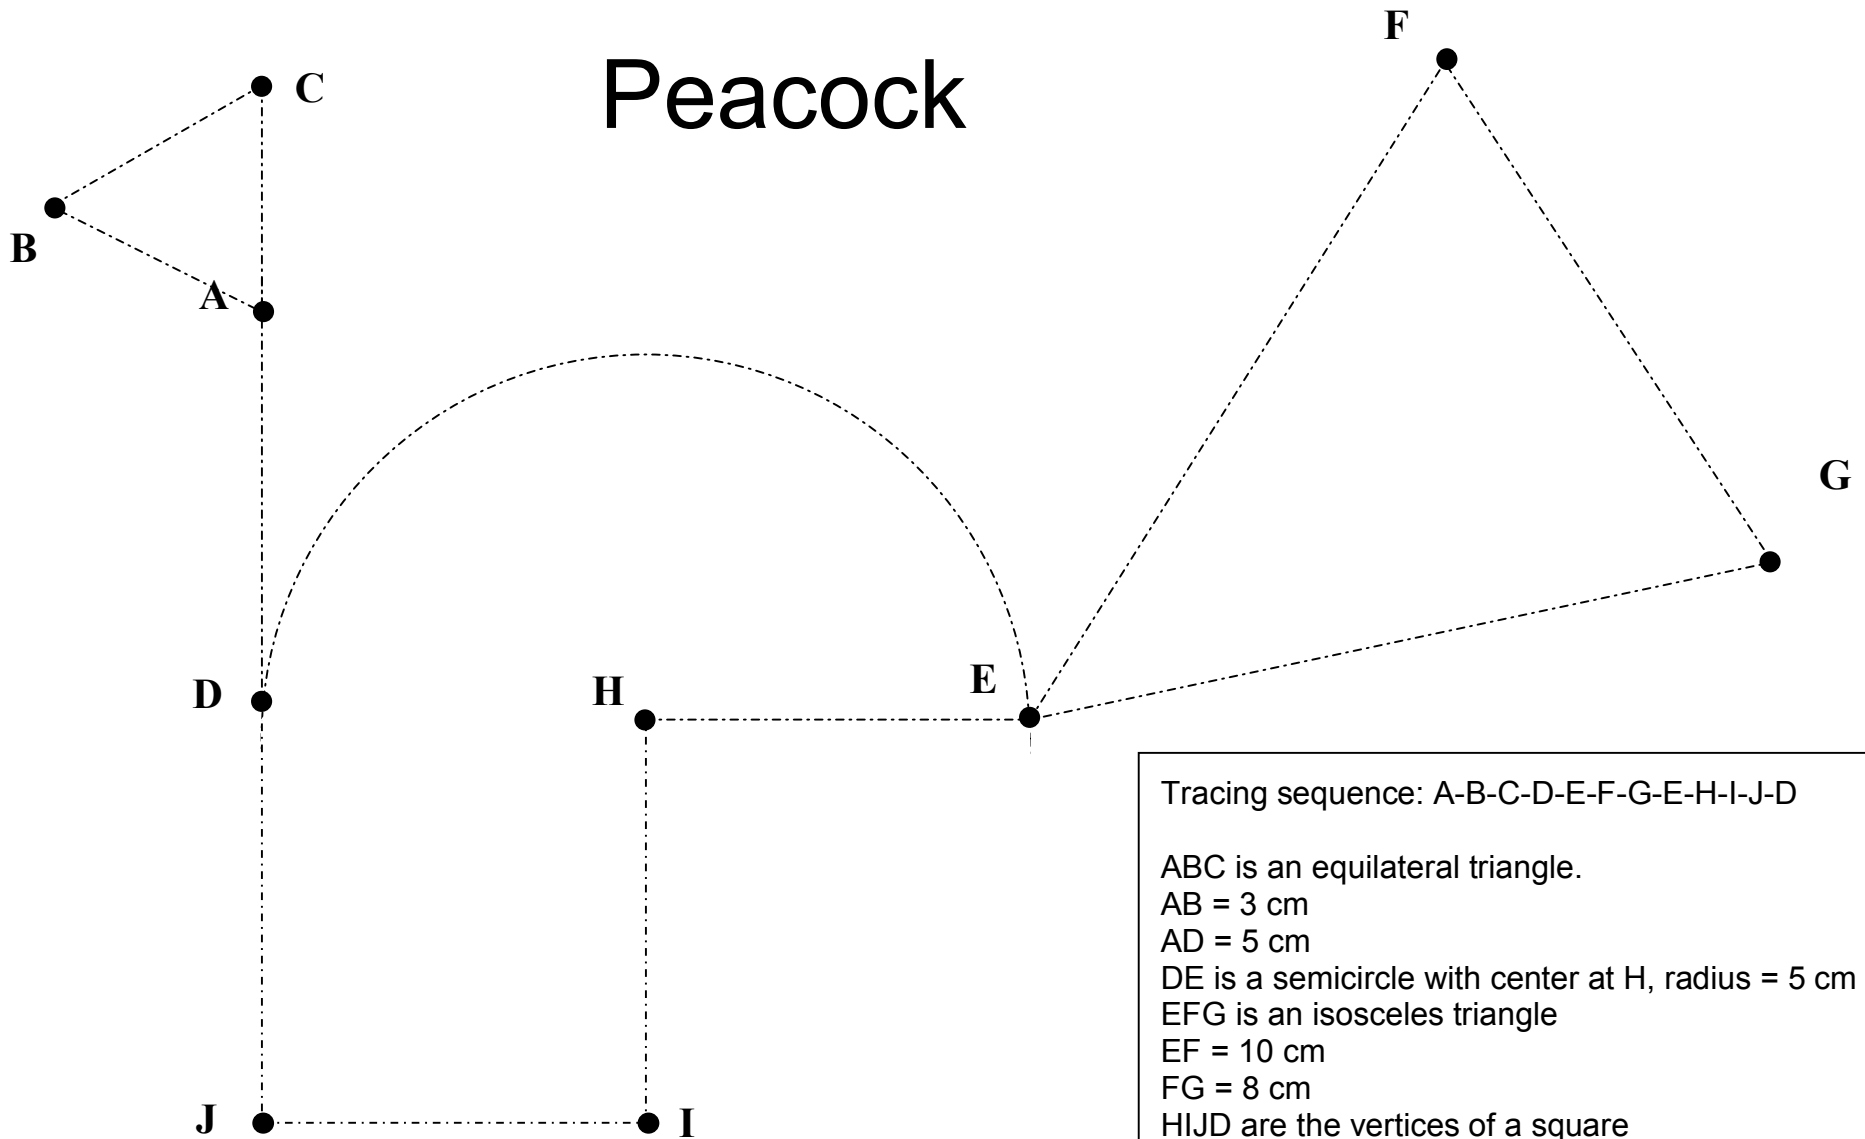 F
Peacock
C
B
A
G
D
H
E
Tracing sequence: A-B-C-D-E-F-G-E-H-I-J-D
ABC is an equilateral triangle.
AB = 3 cm
AD = 5 cm
DE is a semicircle with center at H, radius = 5 cm
EFG is an isosceles triangle
EF = 10 cm
FG = 8 cm
HIJD are the vertices of a square
J
I